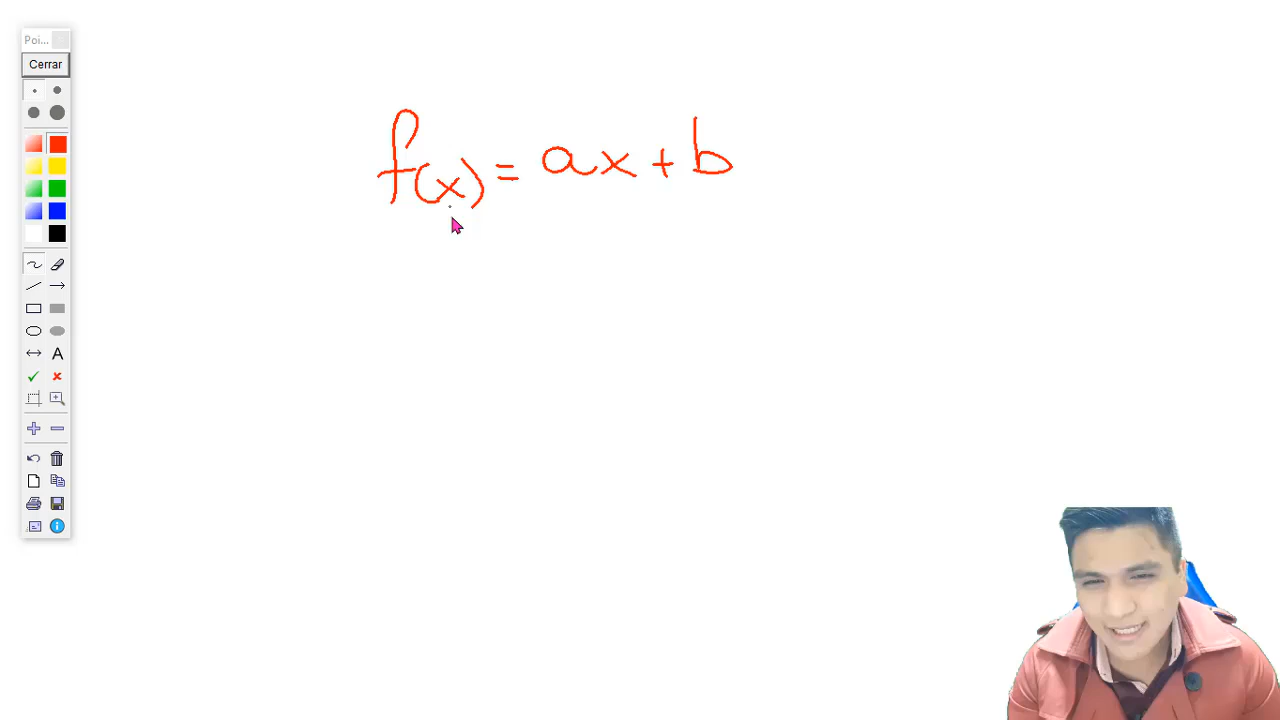 Poi...
Cerrar
f(x) = ax + b
A